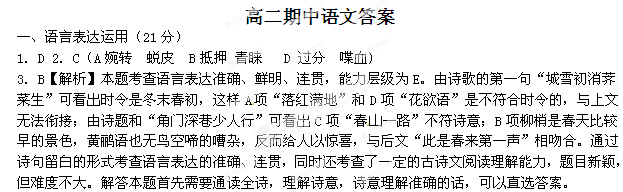 高二期中语文答案
一、语言表达运用（21分）
1. D 2. C（A婉转　蜕皮　B抵押 青睐　 D 过分　喋血）
3. B【解析】本题考查语言表达准确、鲜明、连贯，能力层级为E。由诗歌的第一句“城雪初消荠
菜生”可看出时令是冬末春初，这样 A项“落红满地”和 D 项“花欲语”是不符合时令的，与上文
无法衔接；由诗题和“角门深巷少人行”可看出 C 项“春山一路”不符诗意；B 项柳梢是春天比较
早的景色，黄鹂语也无鸟空啼的嘈杂，反而给人以惊喜，与后文“此是春来第一声”相吻合。通过
诗句留白的形式考查语言表达的准确、连贯，同时还考查了一定的古诗文阅读理解能力，题目新颖，
但难度不大。解答本题首先需要通读全诗，理解诗意，诗意理解准确的话，可以直选答案。